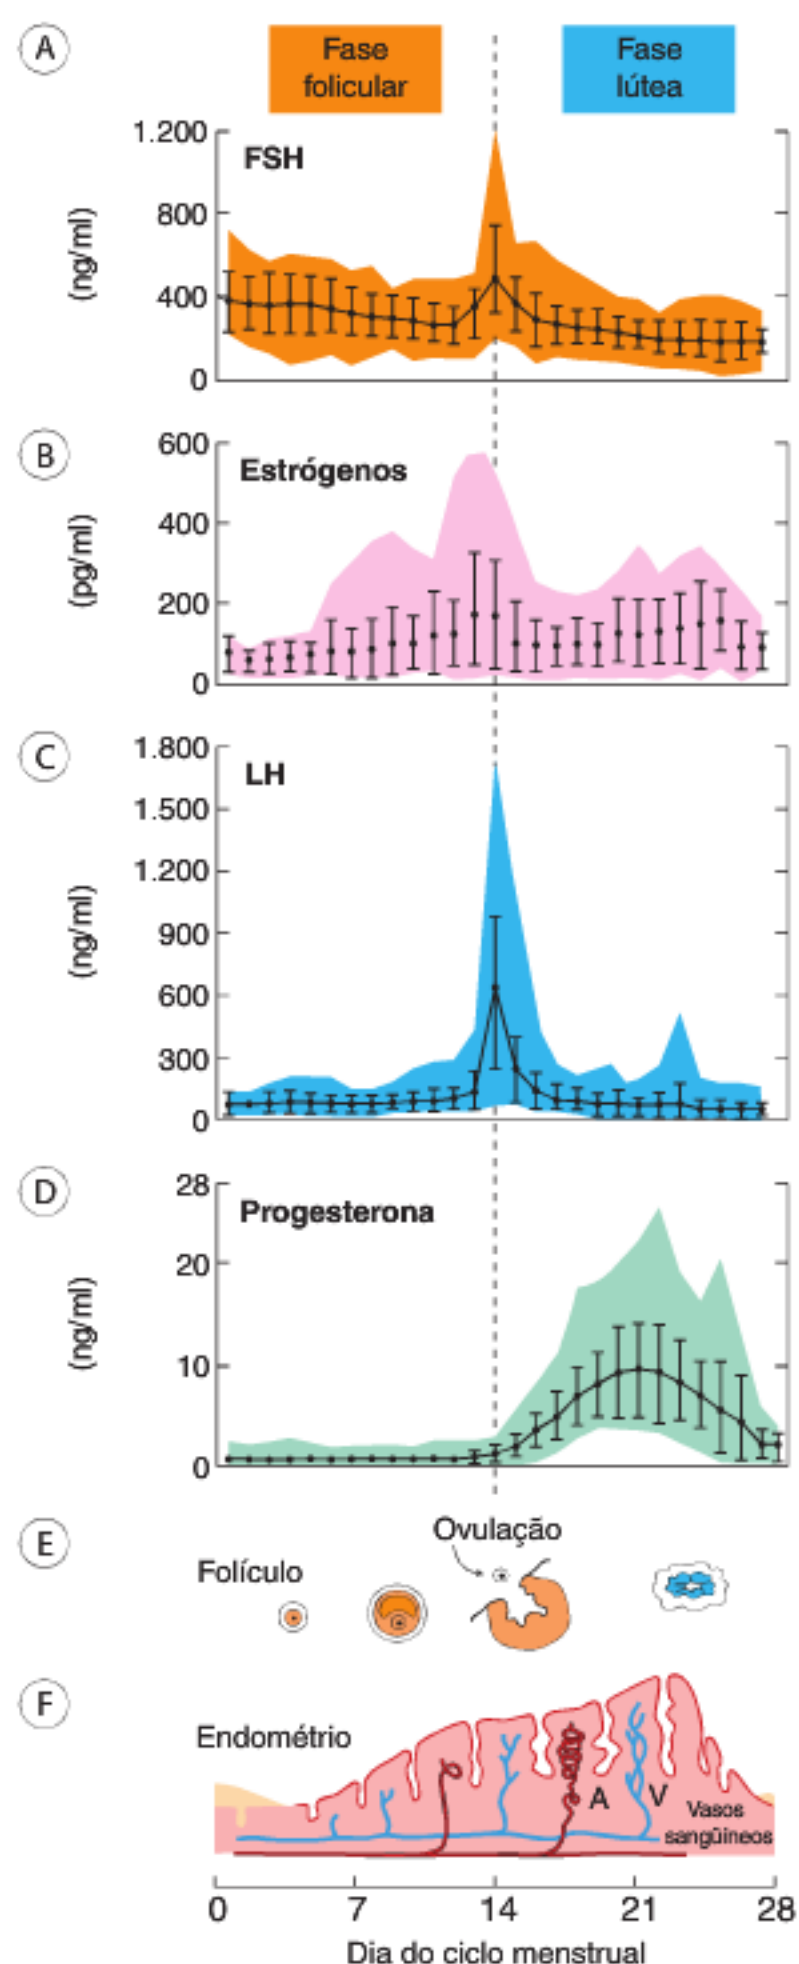 A
Fase
folicular
Fase
lútea
FSH
(ng/ml)
1.200
800
400
0
B
Estrógenos
(pg/ml)
600
400
200
0
C
LH
(ng/ml)
1.800
1.500
1.200
900
600
300
0
D
Progesterona
(ng/ml)
28
20
10
0
E
Ovulação
Folículo
F
Endométrio
A
V
Vasos
sangüineos
0 7 14 21 28
Dia do ciclo menstrual